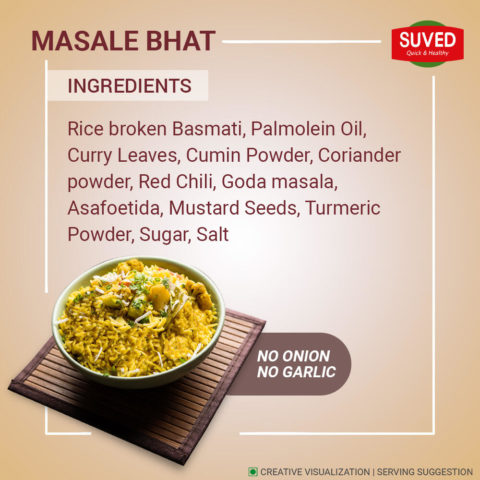 MASALE BHAT
SUVED
Quick & Healthy
INGREDIENTS
Rice broken Basmati, Palmolein Oil,
Curry Leaves, Cumin Powder, Coriander
powder, Red Chili, Goda masala,
Asafoetida, Mustard Seeds, Turmeric
Powder, Sugar, Salt
NO ONION
NO GARLIC
CREATIVE VISUALIZATION | SERVING SUGGESTION